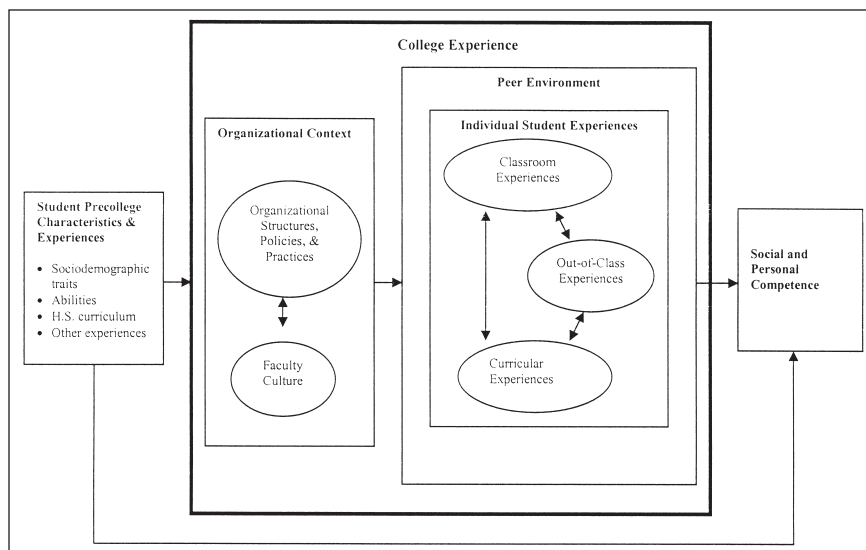 College Experience
Peer Environment
Organizational Context
Individual Student Experiences
Classroom
Experiences
Student Precollege
Characteristics &
Experiences
• Sociodemographic
traits
• Abilities
• H.S. curriculum
• Other experiences
Organizational
Structures,
Policies, &
Practices
Faculty
Culture
Out-of-Class
Experiences
Curricular
Experiences
Social and
Personal
Competence